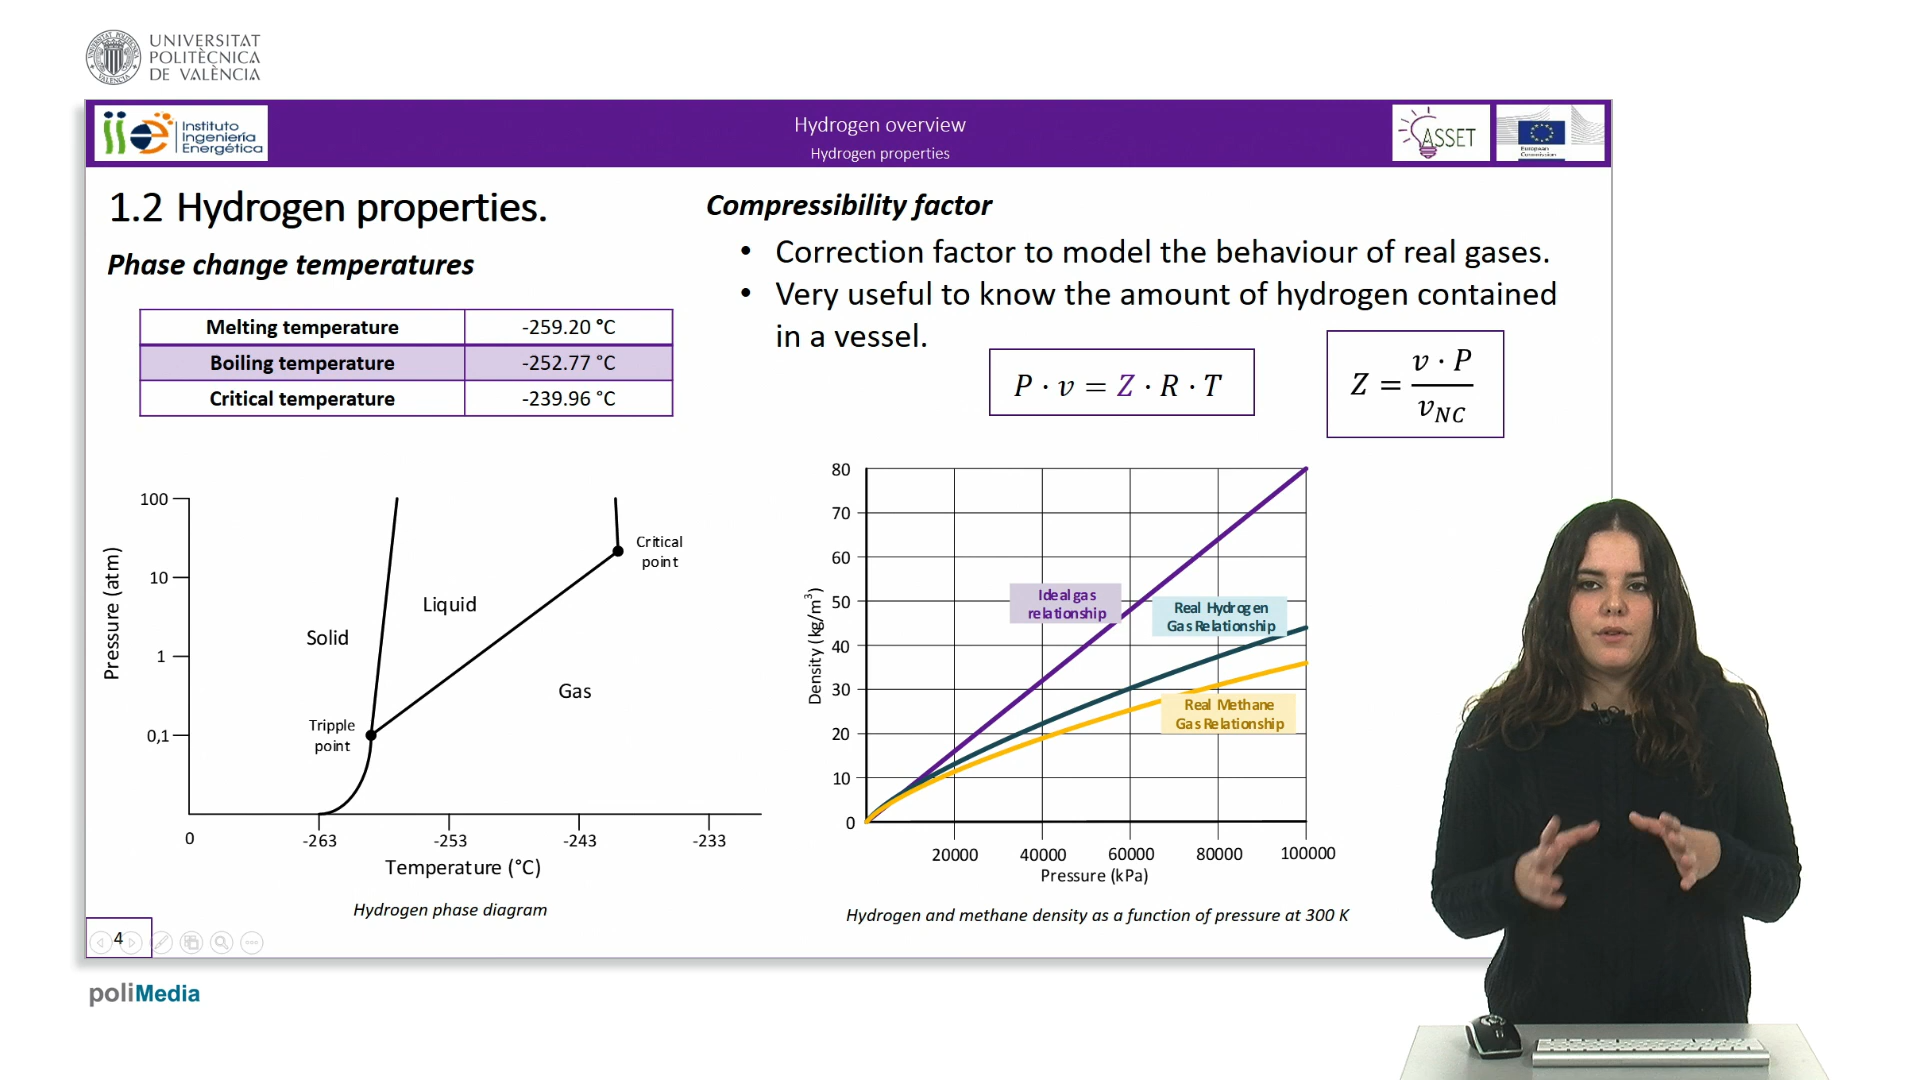 UNIVERSITAT
POLITÈCNICA
DE VALÈNCIA
iie Instituto
Ingeniería
Energética
Hydrogen overview
Hydrogen properties
ASSET
European
Commission
1.2 Hydrogen properties.
Phase change temperatures
Melting temperature -259.20 °C
Boiling temperature -252.77 °C
Critical temperature -239.96 °C
Compressibility factor
• Correction factor to model the behaviour of real gases.
• Very useful to know the amount of hydrogen contained
in a vessel.
P · v = Z · R · T
Z = v · P / v_NC
Pressure (atm)
100
10
1
0,1
0
-263
-253
-243
-233
Temperature (°C)
Solid
Liquid
Gas
Critical
point
Tripple
point
Hydrogen phase diagram
Density (kg/m³)
80
70
60
50
40
30
20
10
0
20000
40000
60000
80000
100000
Pressure (kPa)
Ideal gas
relationship
Real Hydrogen
Gas Relationship
Real Methane
Gas Relationship
Hydrogen and methane density as a function of pressure at 300 K
4
poliMedia